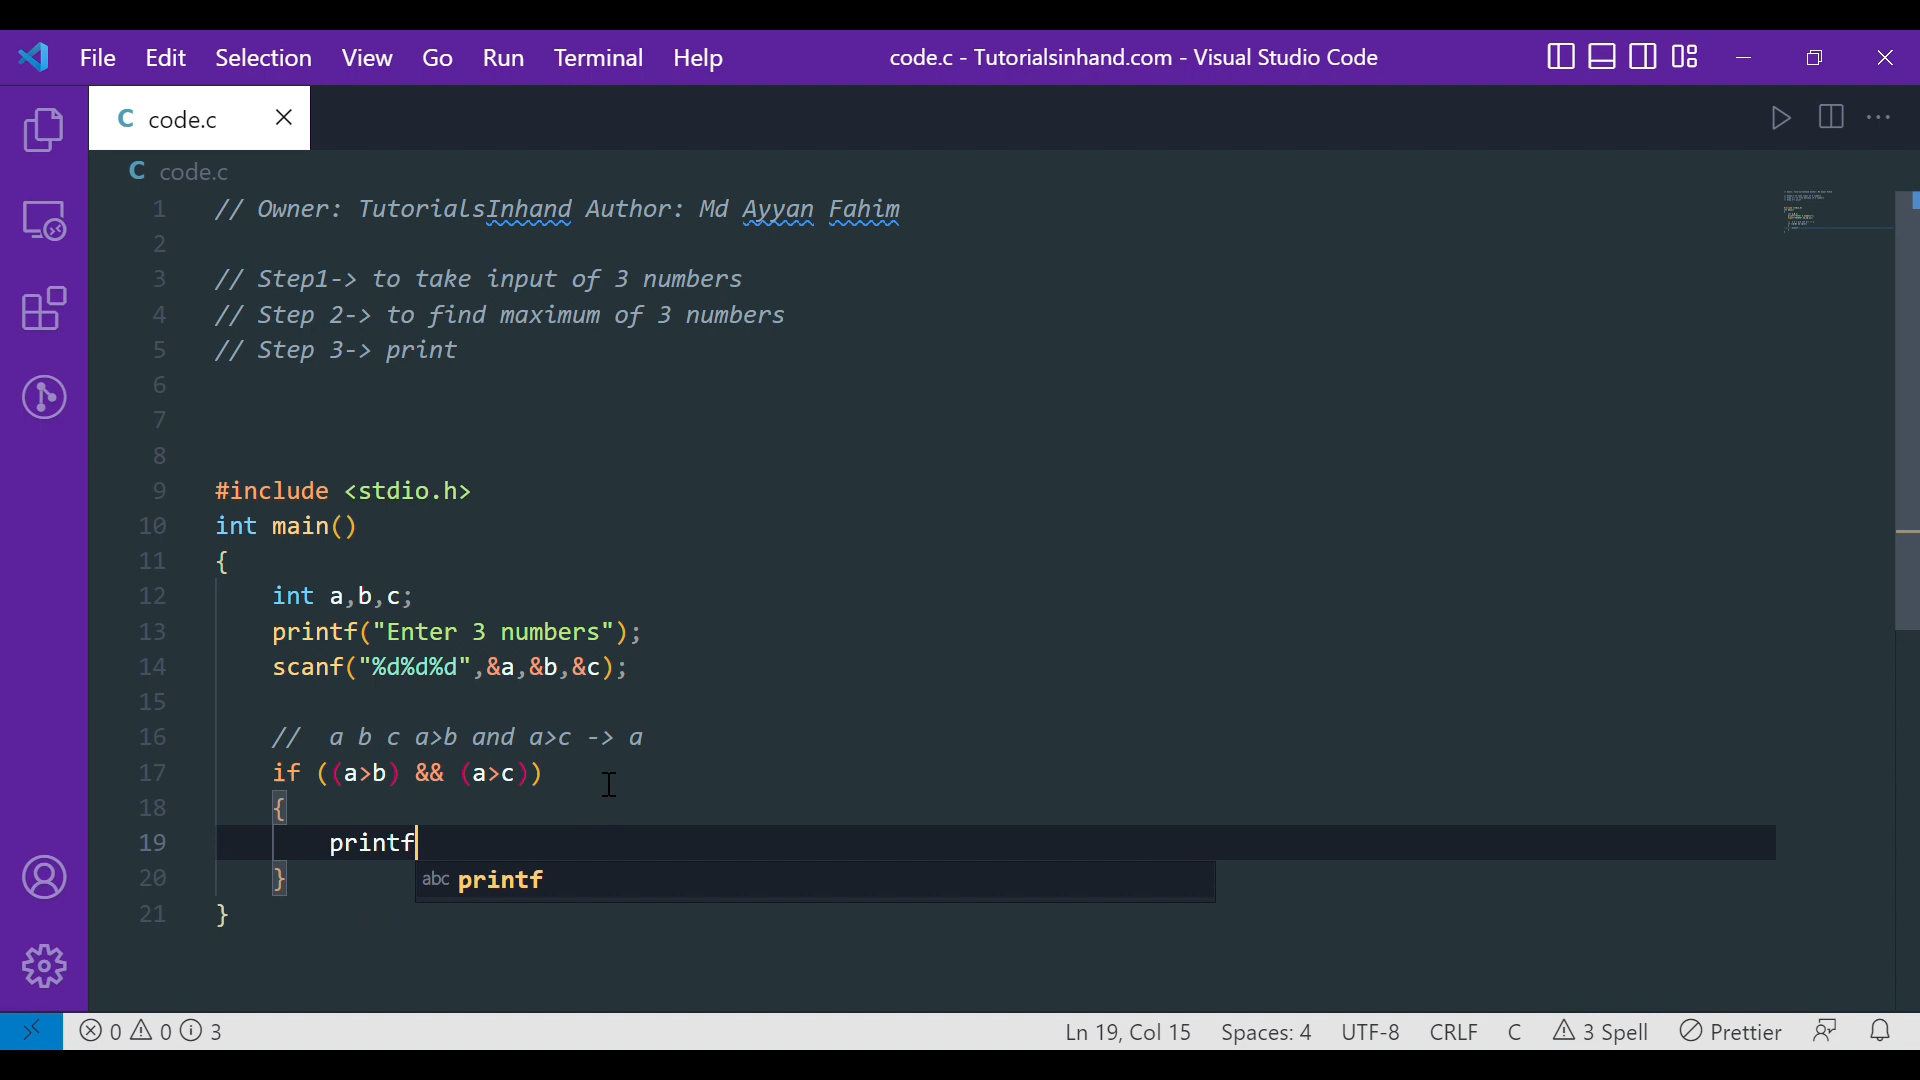 File Edit Selection View Go Run Terminal Help code.c - Tutorialsinhand.com - Visual Studio Code
C code.c
C code.c
1 // Owner: TutorialsInhand Author: Md Ayyan Fahim
2
3 // Step1-> to take input of 3 numbers
4 // Step 2-> to find maximum of 3 numbers
5 // Step 3-> print
6
7
8
9 #include <stdio.h>
10 int main()
11 {
12 int a,b,c;
13 printf("Enter 3 numbers");
14 scanf("%d%d%d",&a,&b,&c);
15
16 // a b c a>b and a>c -> a
17 if ((a>b) && (a>c))
18 {
19 printf
20 }
abc printf
21 }
0 0 3 Ln 19, Col 15 Spaces: 4 UTF-8 CRLF C 3 Spell Prettier